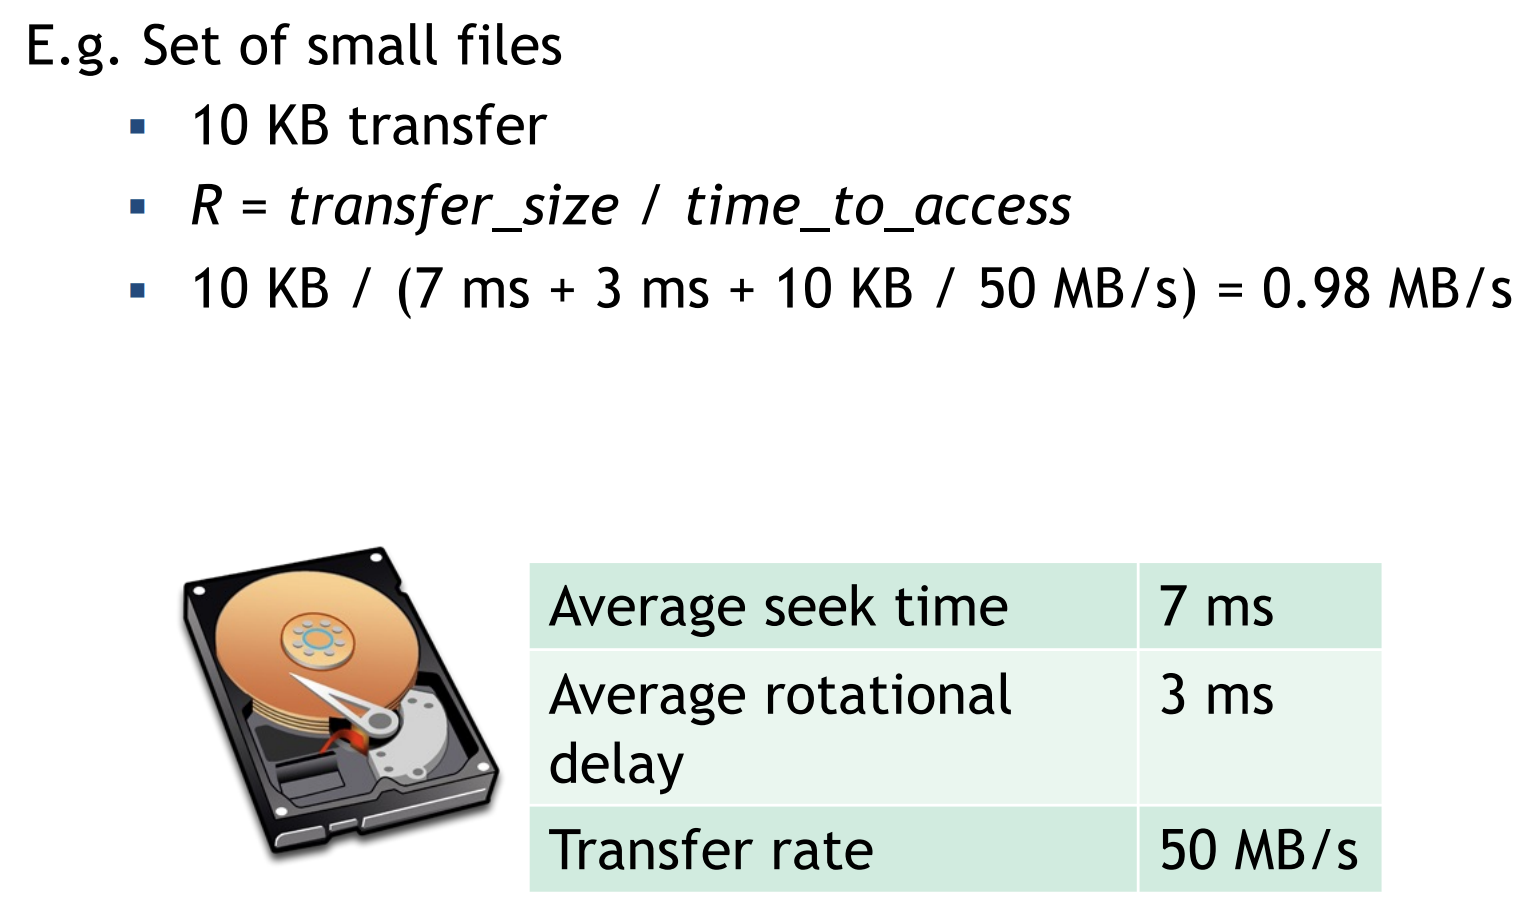 E.g. Set of small files
▪ 10 KB transfer
▪ R = transfer_size / time_to_access
▪ 10 KB / (7 ms + 3 ms + 10 KB / 50 MB/s) = 0.98 MB/s
Average seek time 7 ms
Average rotational 3 ms
delay
Transfer rate 50 MB/s